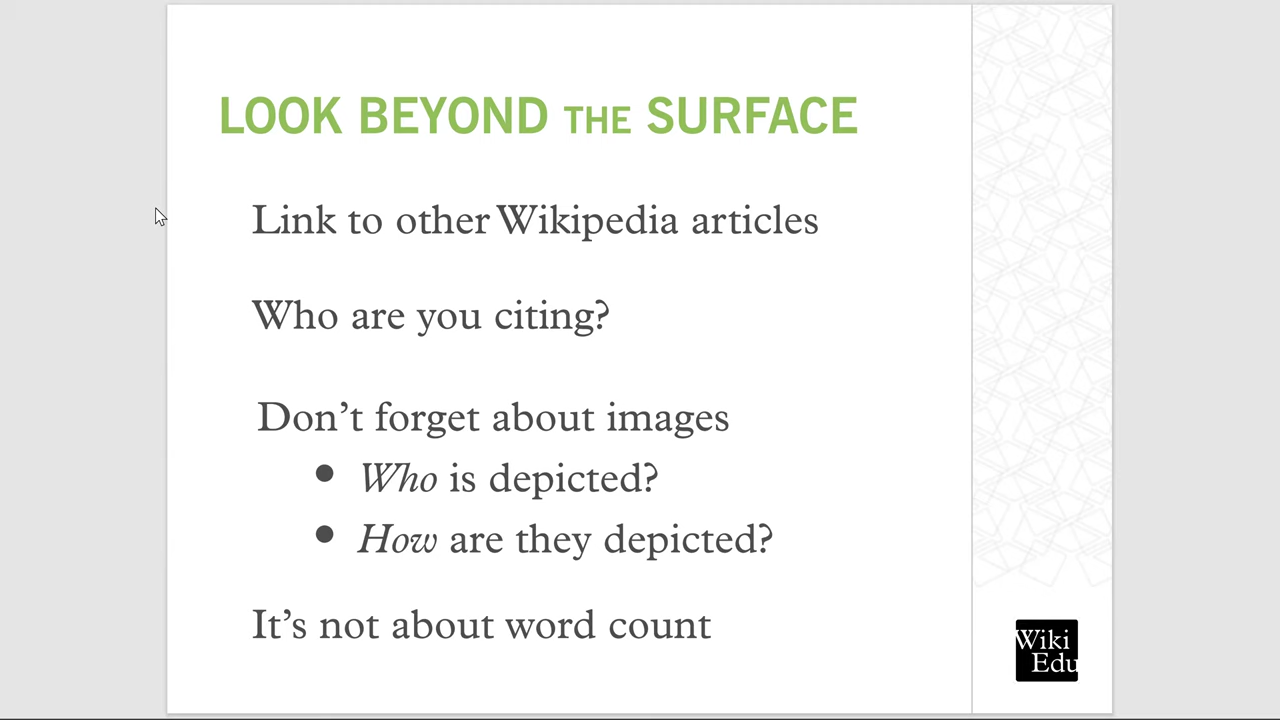 LOOK BEYOND THE SURFACE
Link to other Wikipedia articles
Who are you citing?
Don’t forget about images
• Who is depicted?
• How are they depicted?
It’s not about word count
Wiki
Edu